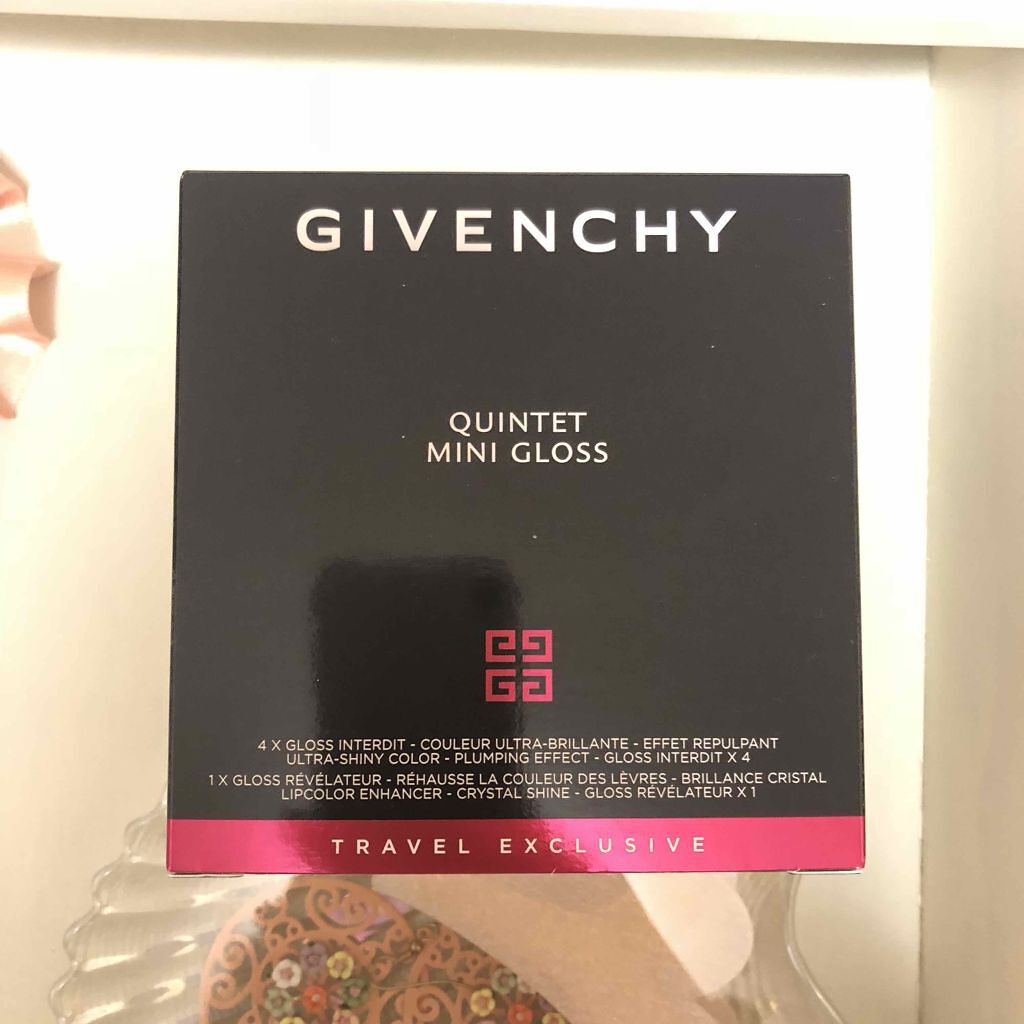 GIVENCHY
QUINTET
MINI GLOSS
4 X GLOSS INTERDIT - COULEUR ULTRA-BRILLANTE - EFFET REPULPANT
ULTRA-SHINY COLOR - PLUMPING EFFECT - GLOSS INTERDIT X 4
1 X GLOSS RÉVÉLATEUR - RÉHAUSSE LA COULEUR DES LÈVRES - BRILLANCE CRISTAL
LIPCOLOR ENHANCER - CRYSTAL SHINE - GLOSS RÉVÉLATEUR X 1
TRAVEL EXCLUSIVE